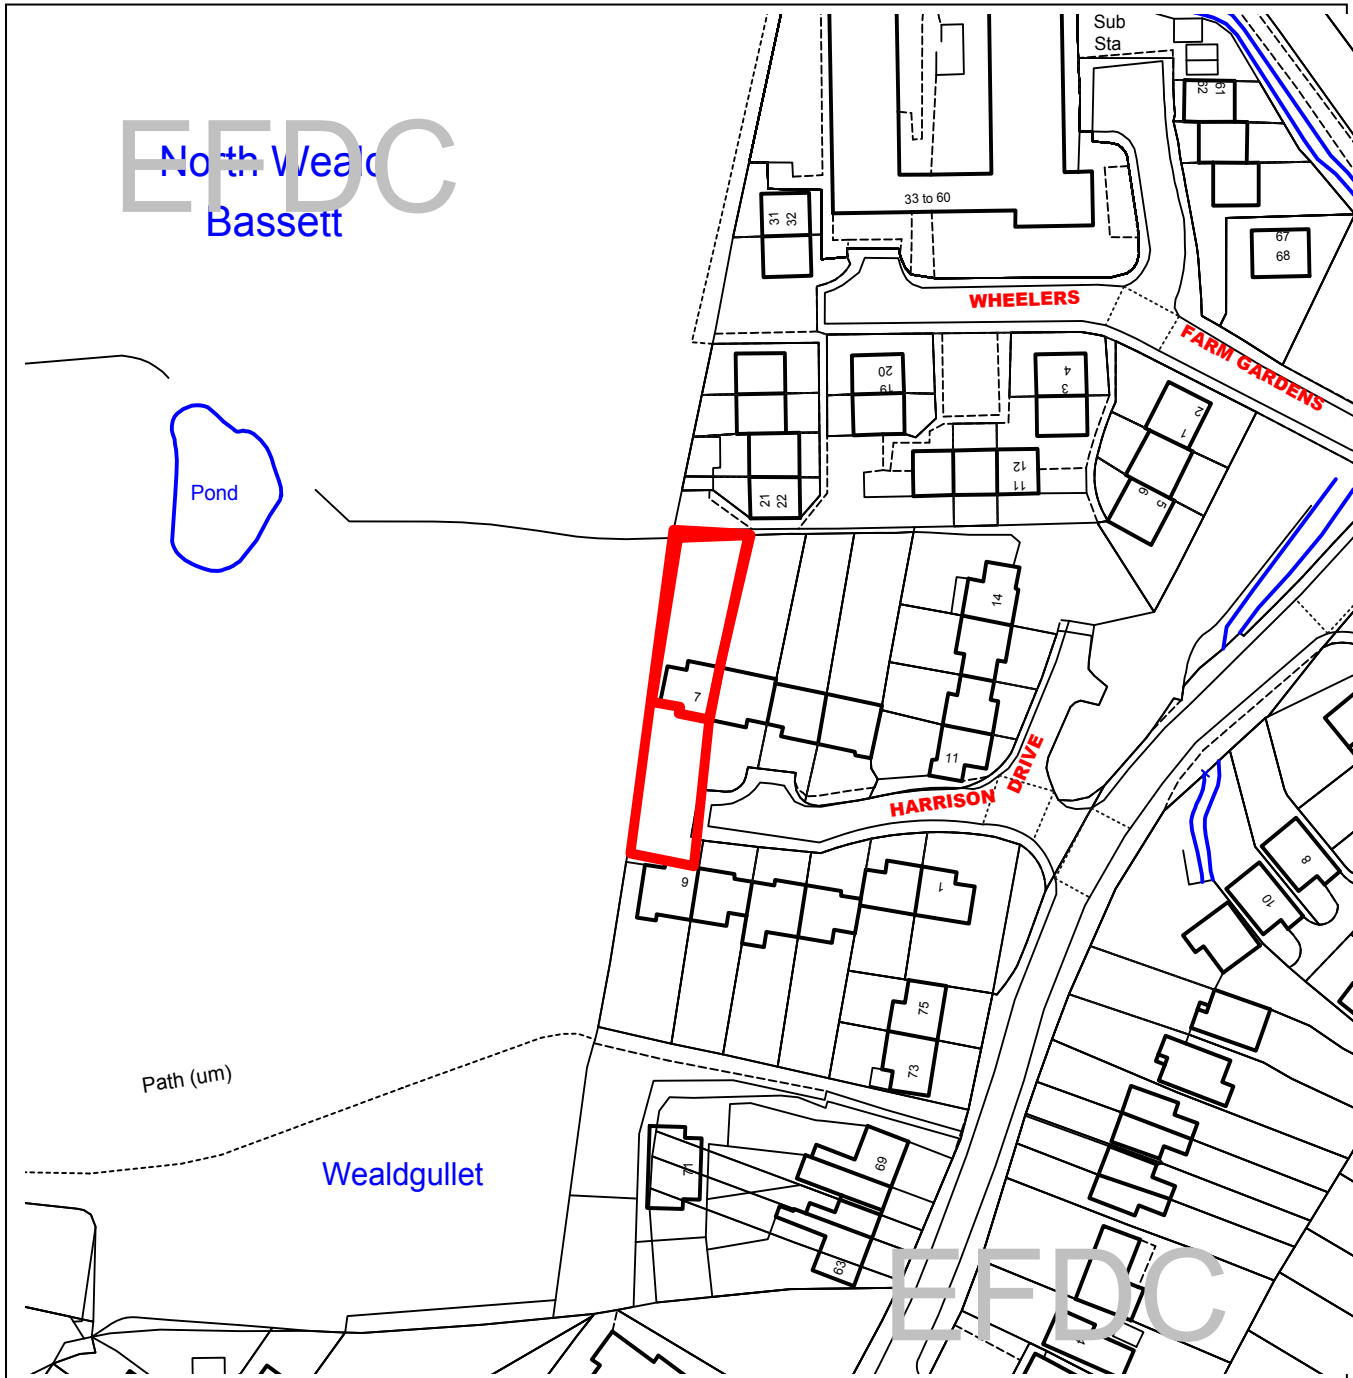 Sub
Sta
EFDC
North Weald
Bassett
61
62
31
32
33 to 60
67
68
WHEELERS
FARM GARDENS
20
19
4
3
2
1
12
11
6
5
21
22
Pond
14
7
11
HARRISON
DRIVE
9
1
8
10
75
73
Path (um)
Wealdgullet
71
69
63
EFDC